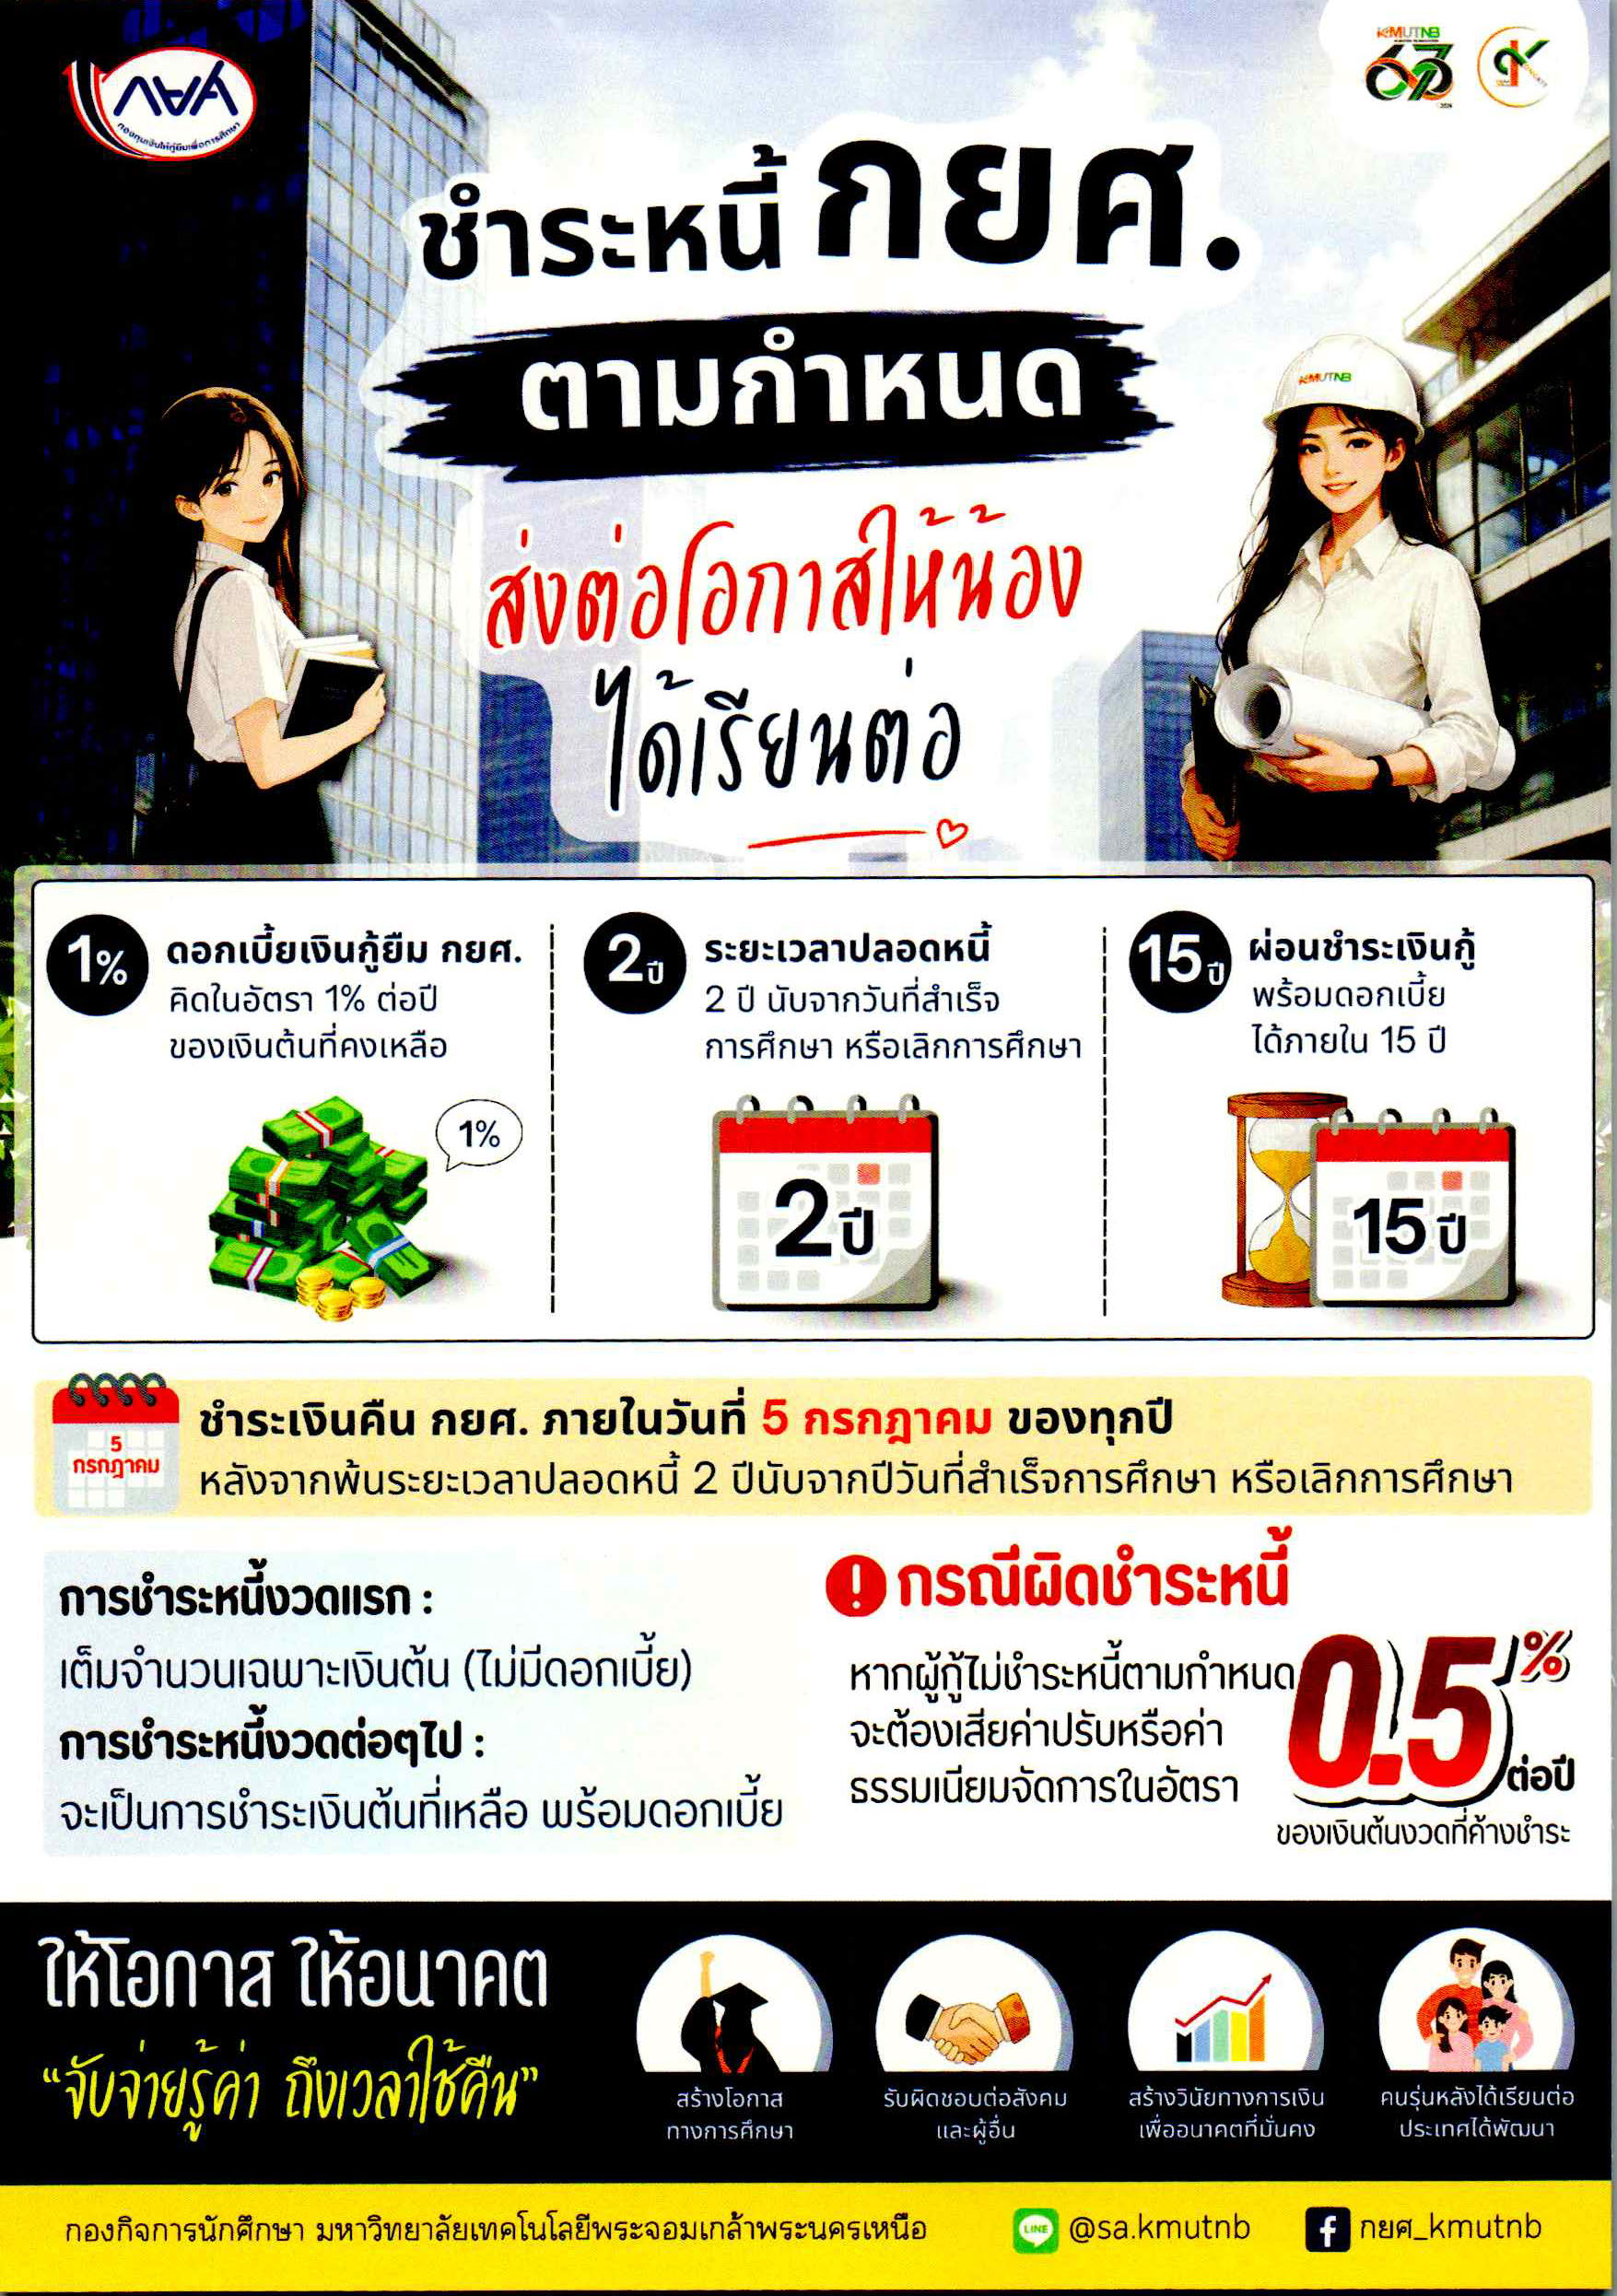 กยศ
กองทุนเงินให้กู้ยืมเพื่อการศึกษา
KMUTNB
67
ชำระหนี้ กยศ.
ตามกำหนด
KMUTNB
ส่งต่อโอกาสให้น้อง
ได้เรียนต่อ
1%
ดอกเบี้ยเงินกู้ยืม กยศ.
คิดในอัตรา 1% ต่อปี
ของเงินต้นที่คงเหลือ
1%
2 ปี
ระยะเวลาปลอดหนี้
2 ปี นับจากวันที่สำเร็จ
การศึกษา หรือเลิกการศึกษา
2 ปี
15 ปี
ผ่อนชำระเงินกู้
พร้อมดอกเบี้ย
ได้ภายใน 15 ปี
15 ปี
5
กรกฎาคม
ชำระเงินคืน กยศ. ภายในวันที่ 5 กรกฎาคม ของทุกปี
หลังจากพ้นระยะเวลาปลอดหนี้ 2 ปีนับจากปีวันที่สำเร็จการศึกษา หรือเลิกการศึกษา
การชำระหนี้งวดแรก :
เต็มจำนวนเฉพาะเงินต้น (ไม่มีดอกเบี้ย)
การชำระหนี้งวดต่อๆไป :
จะเป็นการชำระเงินต้นที่เหลือ พร้อมดอกเบี้ย
! กรณีผิดชำระหนี้
หากผู้กู้ไม่ชำระหนี้ตามกำหนด
จะต้องเสียค่าปรับหรือค่า
ธรรมเนียมจัดการในอัตรา
0.5 %
ต่อปี
ของเงินต้นงวดที่ค้างชำระ
ให้โอกาส ให้อนาคต
“จับจ่ายรู้ค่า ถึงเวลาใช้คืน”
สร้างโอกาส
ทางการศึกษา
รับผิดชอบต่อสังคม
และผู้อื่น
สร้างวินัยทางการเงิน
เพื่ออนาคตที่มั่นคง
คนรุ่นหลังได้เรียนต่อ
ประเทศได้พัฒนา
กองกิจการนักศึกษา มหาวิทยาลัยเทคโนโลยีพระจอมเกล้าพระนครเหนือ
LINE @sa.kmutnb
f กยศ_kmutnb